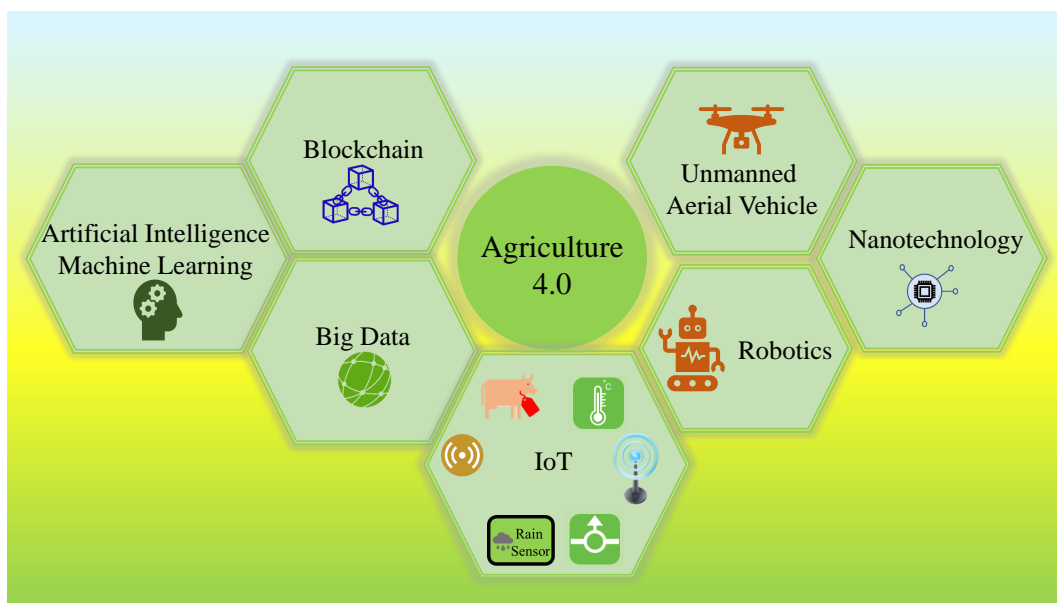 Blockchain
Artificial Intelligence
Machine Learning
Big Data
Agriculture
4.0
Unmanned
Aerial Vehicle
Nanotechnology
Robotics
°C
IoT
Rain
Sensor